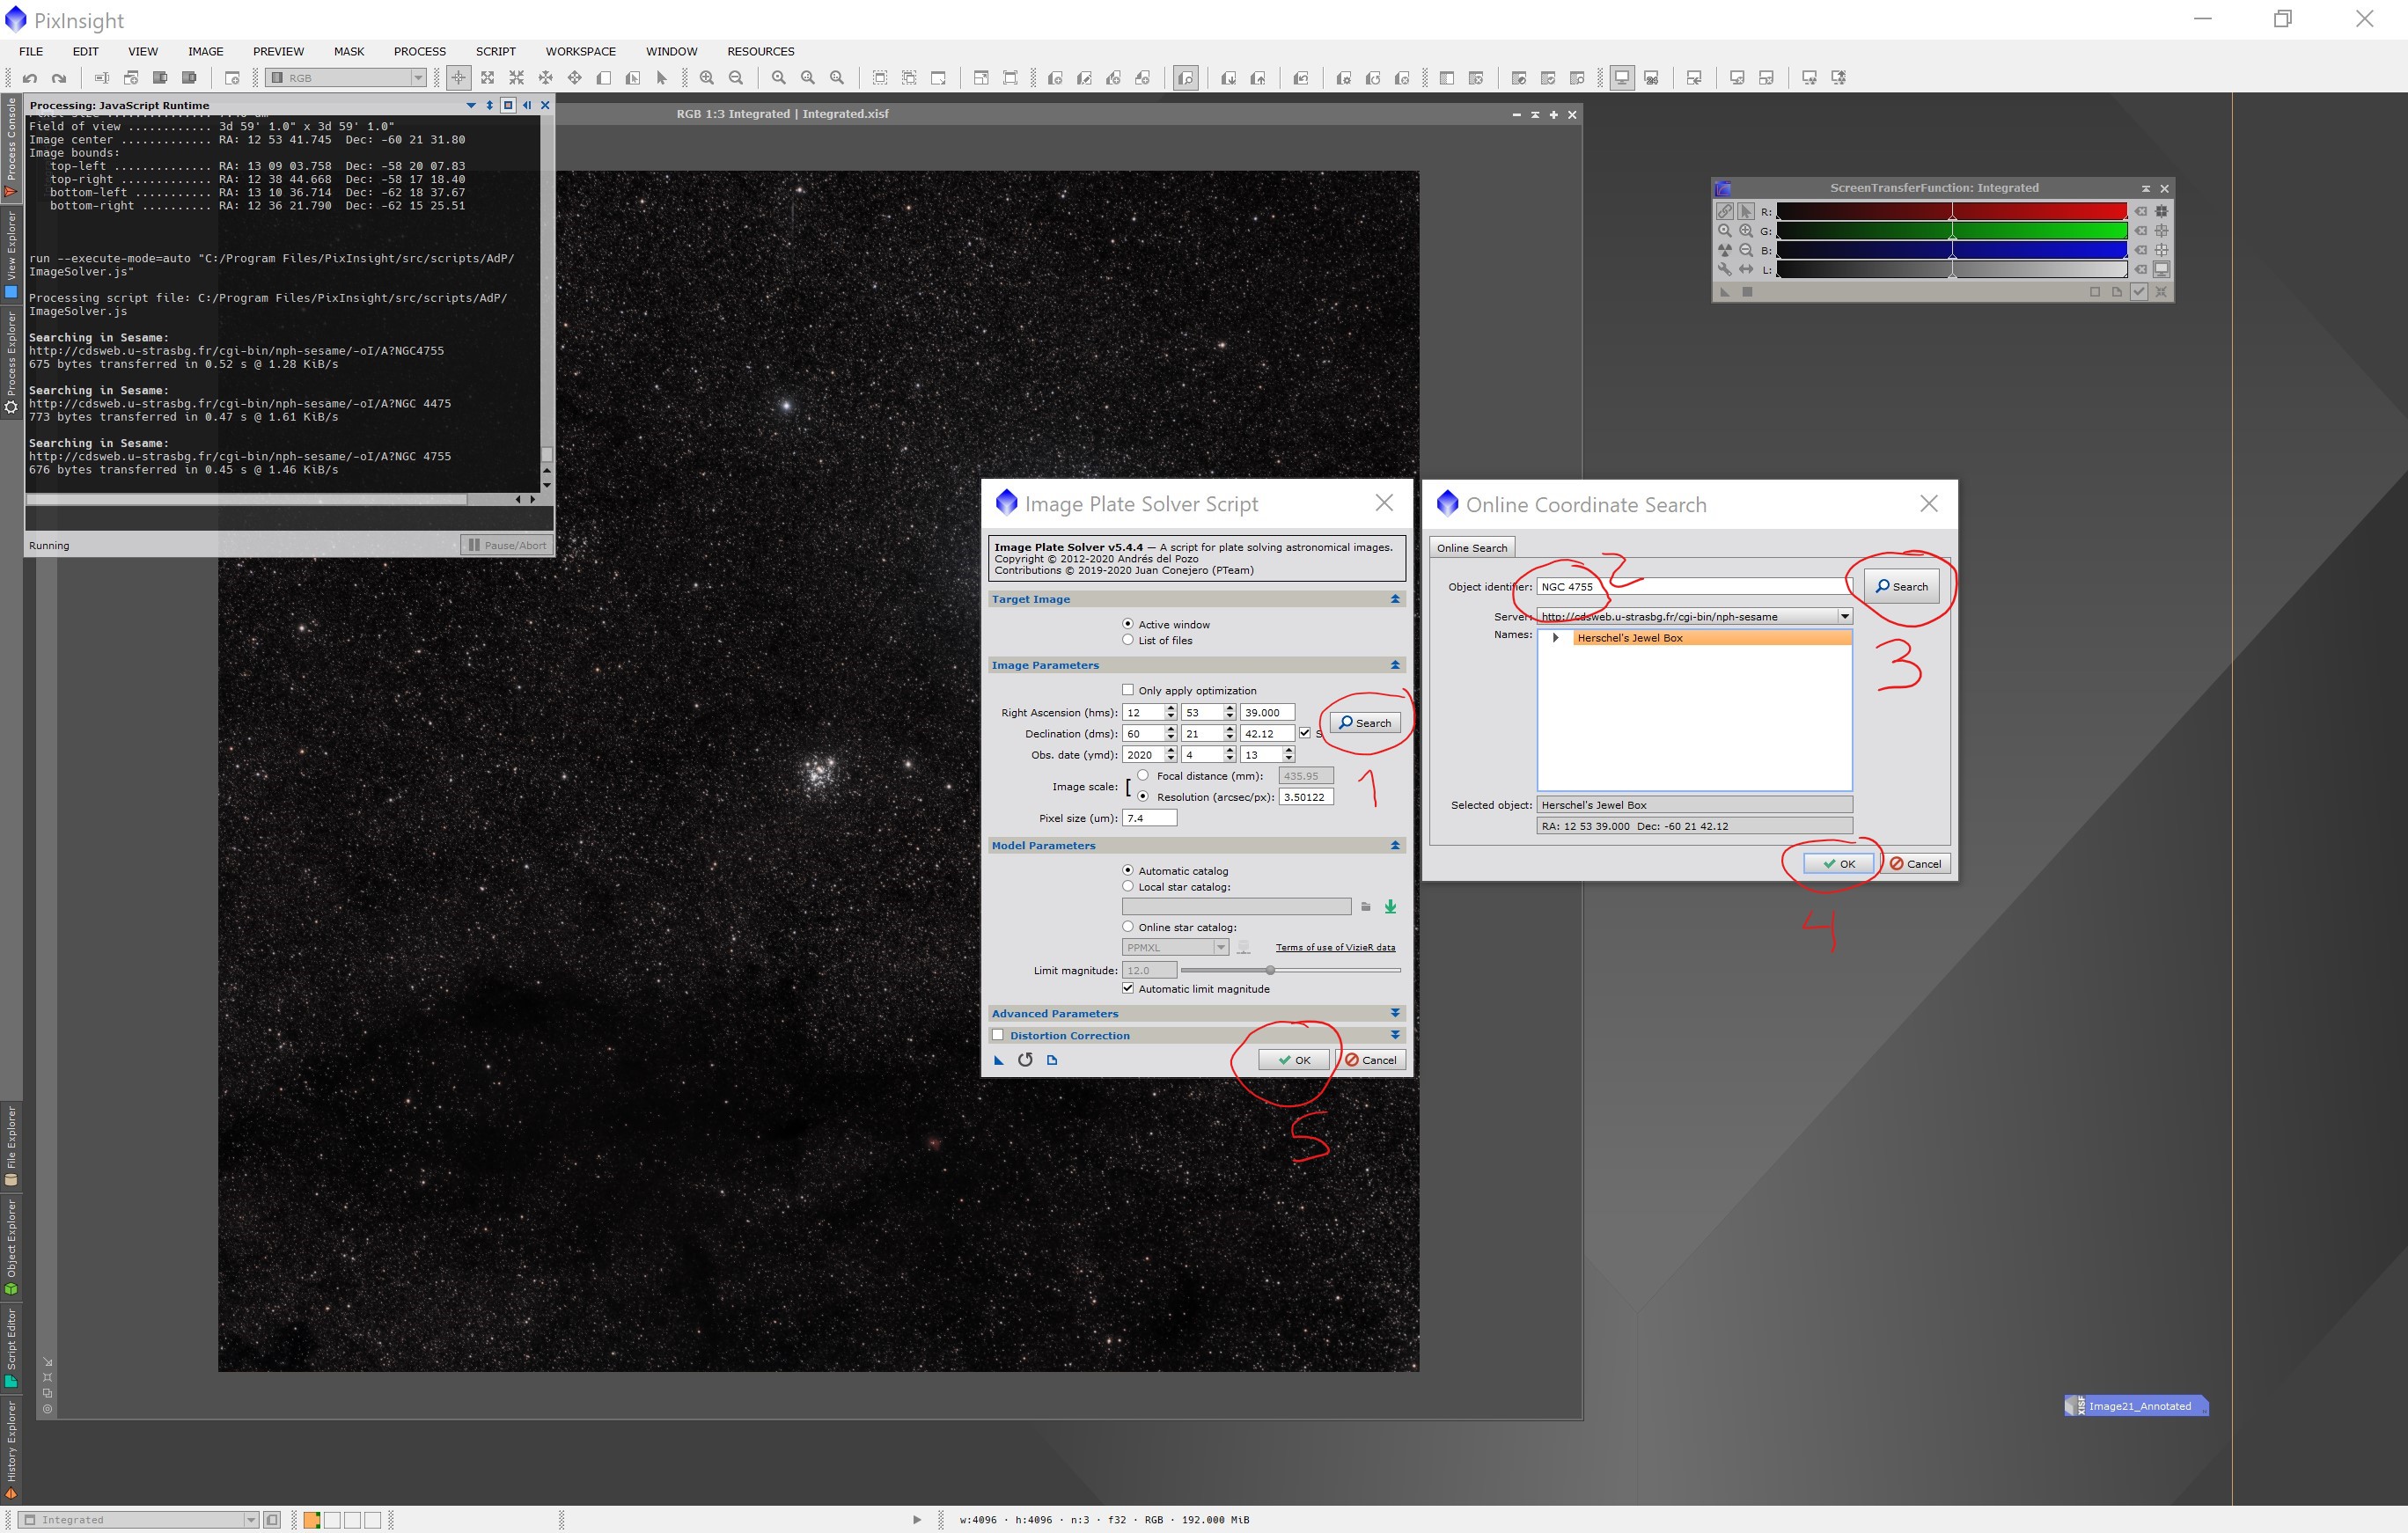 PixInsight
FILE EDIT VIEW IMAGE PREVIEW MASK PROCESS SCRIPT WORKSPACE WINDOW RESOURCES
RGB
Processing: JavaScript Runtime
Field of view ............ 3d 59' 1.0" x 3d 59' 1.0"
Image center ............. RA: 12 53 41.745 Dec: -60 21 31.80
Image bounds:
top-left ............... RA: 13 09 03.758 Dec: -58 20 07.83
top-right .............. RA: 12 38 44.668 Dec: -58 17 18.40
bottom-left ............ RA: 13 10 36.714 Dec: -62 18 37.67
bottom-right ........... RA: 12 36 21.790 Dec: -62 15 25.51
run --execute-mode=auto "C:/Program Files/PixInsight/src/scripts/AdP/
ImageSolver.js"
Processing script file: C:/Program Files/PixInsight/src/scripts/AdP/
ImageSolver.js
Searching in Sesame:
http://cdsweb.u-strasbg.fr/cgi-bin/nph-sesame/-oI/A?NGC4755
675 bytes transferred in 0.52 s @ 1.28 KiB/s
Searching in Sesame:
http://cdsweb.u-strasbg.fr/cgi-bin/nph-sesame/-oI/A?NGC 4475
773 bytes transferred in 0.47 s @ 1.61 KiB/s
Searching in Sesame:
http://cdsweb.u-strasbg.fr/cgi-bin/nph-sesame/-oI/A?NGC 4755
676 bytes transferred in 0.45 s @ 1.46 KiB/s
Running
Pause/Abort
Process Console
View Explorer
Process Explorer
File Explorer
Object Explorer
Script Editor
History Explorer
RGB 1:3 Integrated | Integrated.xisf
ScreenTransferFunction: Integrated
R:
G:
B:
L:
Image Plate Solver Script
Image Plate Solver v5.4.4 — A script for plate solving astronomical images.
Copyright © 2012-2020 Andrés del Pozo
Contributions © 2019-2020 Juan Conejero (PTeam)
Target Image
Active window
List of files
Image Parameters
Only apply optimization
Right Ascension (hms): 12 53 39.000
Search
Declination (dms): 60 21 42.12 S
Obs. date (ymd): 2020 4 13
1
Image scale: [
Focal distance (mm): 435.95
Resolution (arcsec/px): 3.50122
Pixel size (um): 7.4
Model Parameters
Automatic catalog
Local star catalog:
Online star catalog:
PPMXL
Terms of use of VizieR data
Limit magnitude: 12.0
Automatic limit magnitude
Advanced Parameters
Distortion Correction
OK
Cancel
5
Online Coordinate Search
Online Search
2
Object identifier: NGC 4755
Search
3
Server: http://cdsweb.u-strasbg.fr/cgi-bin/nph-sesame
Names: Herschel's Jewel Box
Selected object: Herschel's Jewel Box
RA: 12 53 39.000 Dec: -60 21 42.12
OK
Cancel
4
XISF
Image21_Annotated
Integrated
w:4096 · h:4096 · n:3 · f32 · RGB · 192.000 MiB